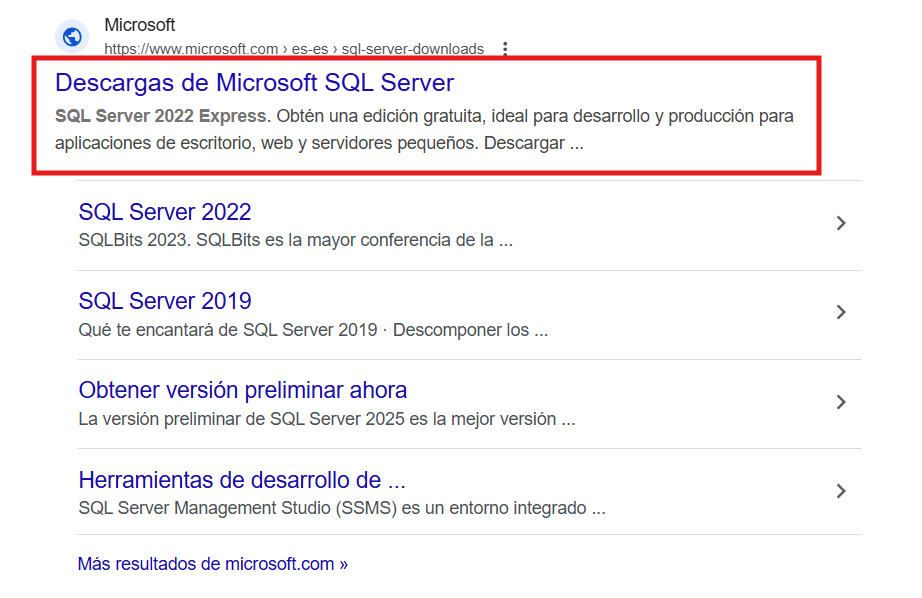 Microsoft
https://www.microsoft.com › es-es › sql-server-downloads
Descargas de Microsoft SQL Server
SQL Server 2022 Express. Obtén una edición gratuita, ideal para desarrollo y producción para
aplicaciones de escritorio, web y servidores pequeños. Descargar ...
SQL Server 2022
SQLBits 2023. SQLBits es la mayor conferencia de la ...
SQL Server 2019
Qué te encantará de SQL Server 2019 · Descomponer los ...
Obtener versión preliminar ahora
La versión preliminar de SQL Server 2025 es la mejor versión ...
Herramientas de desarrollo de ...
SQL Server Management Studio (SSMS) es un entorno integrado ...
Más resultados de microsoft.com »